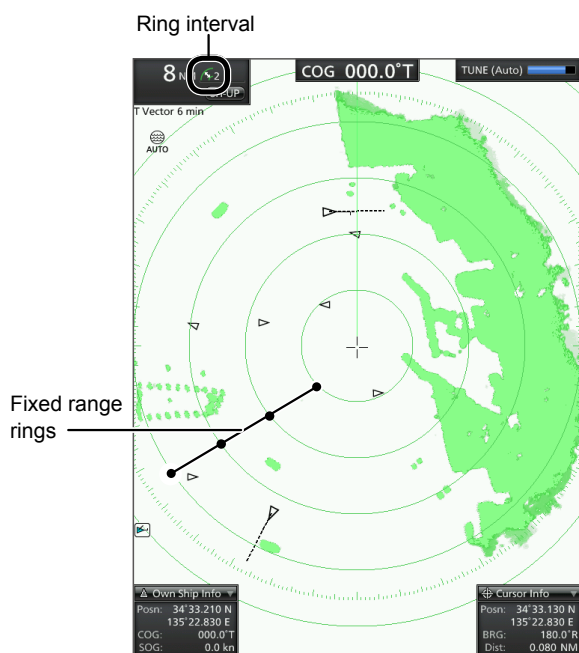 Ring interval
8 NM 2
COG 000.0°T
TUNE (Auto)
T Vector 6 min
AUTO
Fixed range
rings
Own Ship Info
Posn: 34°33.210 N
135°22.830 E
COG: 000.0°T
SOG: 0.0 kn
Cursor Info
Posn: 34°33.130 N
135°22.830 E
BRG: 180.0°R
Dist: 0.080 NM